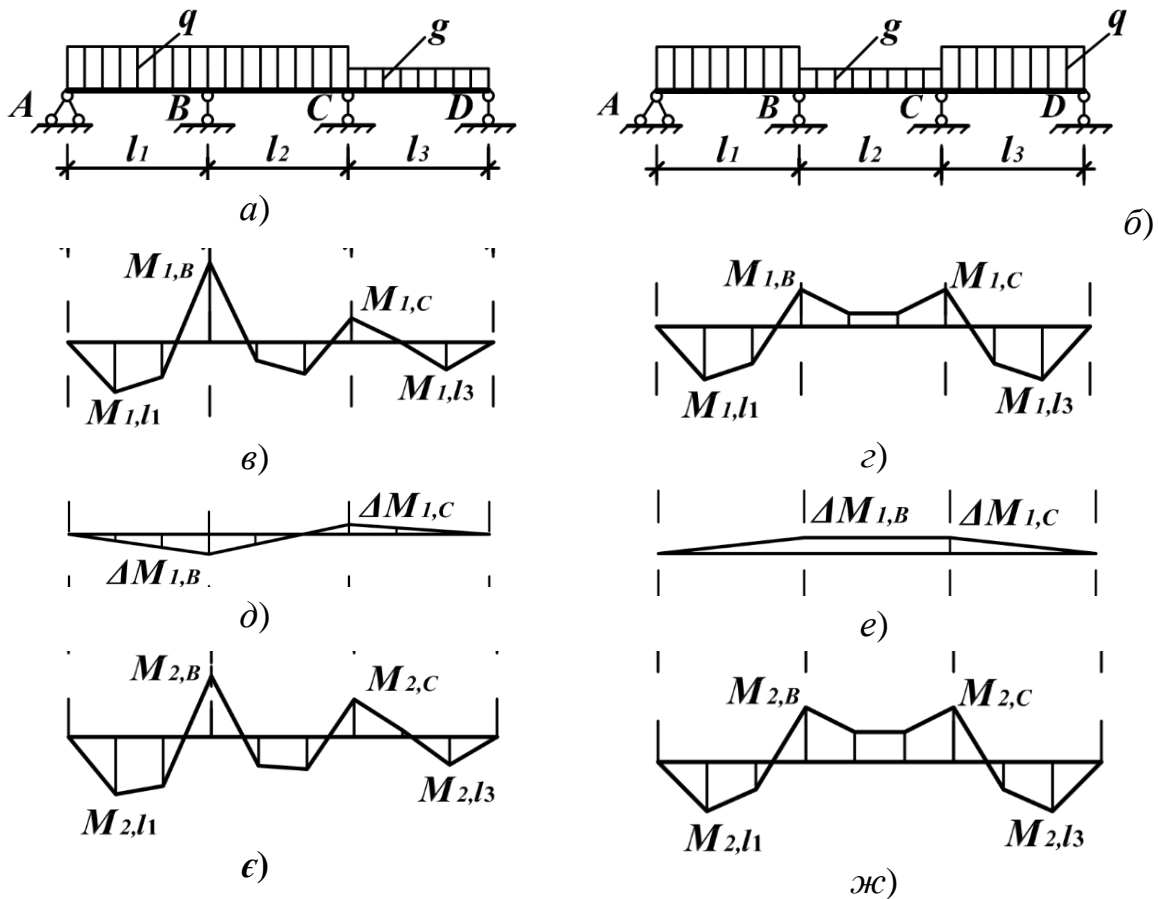 q
g
A
B
C
D
l1
l2
l3
а)
g
q
A
B
C
D
l1
l2
l3
б)
M1,B
M1,C
M1,l1
M1,l3
в)
M1,B
M1,C
M1,l1
M1,l3
г)
ΔM1,C
ΔM1,B
д)
ΔM1,B
ΔM1,C
е)
M2,B
M2,C
M2,l1
M2,l3
є)
M2,B
M2,C
M2,l1
M2,l3
ж)